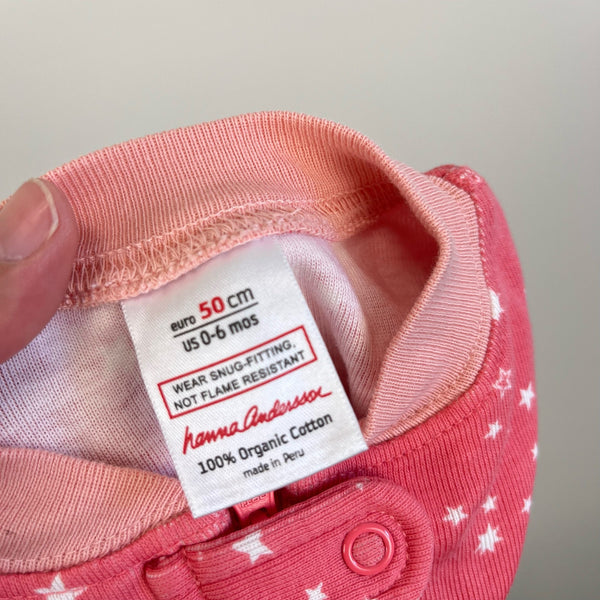 euro 50 cm
US 0-6 mos
WEAR SNUG-FITTING.
NOT FLAME RESISTANT
hanna Andersson
100% Organic Cotton
made in Peru